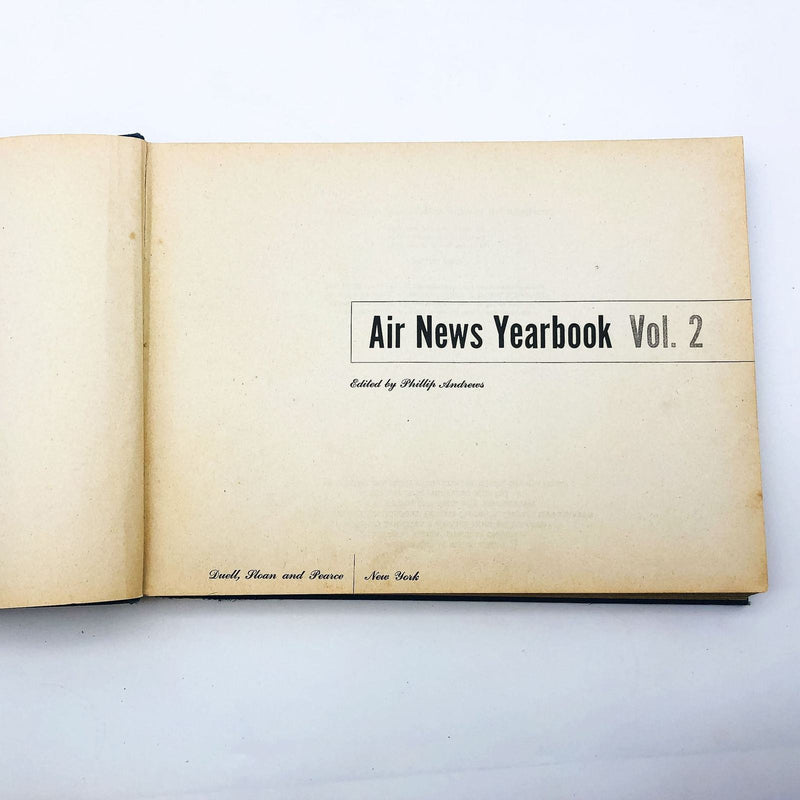 Air News Yearbook Vol. 2
Edited by Phillip Andrews
Duell, Sloan and Pearce New York